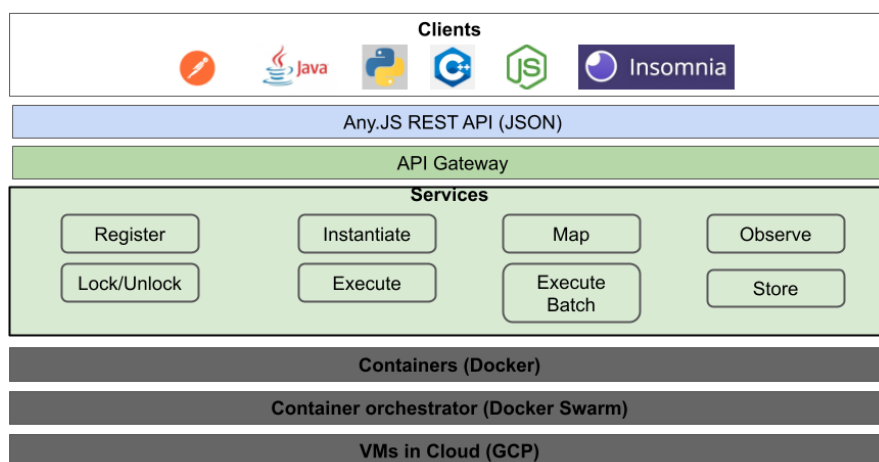 Clients
Java
C++
JS
Insomnia
Any.JS REST API (JSON)
API Gateway
Services
Register
Instantiate
Map
Observe
Lock/Unlock
Execute
Execute
Batch
Store
Containers (Docker)
Container orchestrator (Docker Swarm)
VMs in Cloud (GCP)